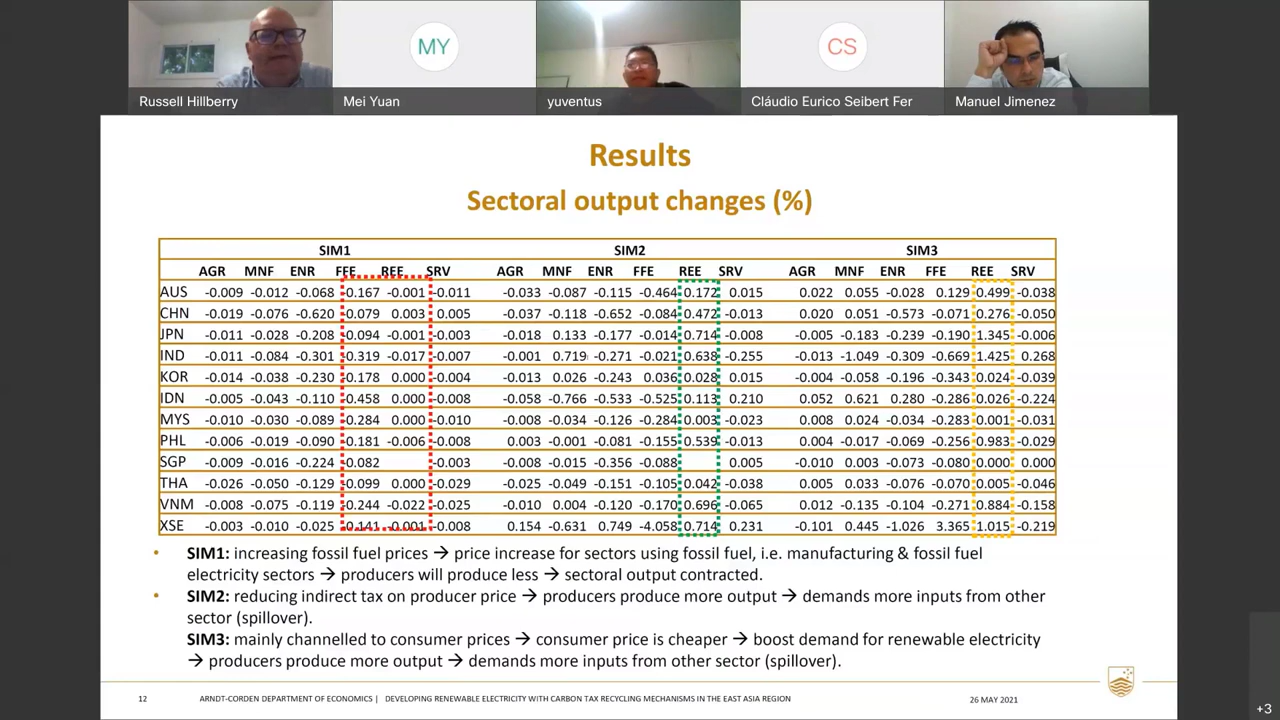 MY
CS
Russell Hillberry
Mei Yuan
yuventus
Cláudio Eurico Seibert Fer
Manuel Jimenez
Results
Sectoral output changes (%)
SIM1 SIM2 SIM3
AGR MNF ENR FFE REE SRV AGR MNF ENR FFE REE SRV AGR MNF ENR FFE REE SRV
AUS -0.009 -0.012 -0.068 -0.167 -0.001 -0.011 -0.033 -0.087 -0.115 -0.464 0.172 0.015 0.022 0.055 -0.028 0.129 0.499 -0.038
CHN -0.019 -0.076 -0.620 -0.079 0.003 0.005 -0.037 -0.118 -0.652 -0.084 0.472 -0.013 0.020 0.051 -0.573 -0.071 0.276 -0.050
JPN -0.011 -0.028 -0.208 -0.094 -0.001 -0.003 -0.018 0.133 -0.177 -0.014 0.714 -0.008 -0.005 -0.183 -0.239 -0.190 1.345 -0.006
IND -0.011 -0.084 -0.301 -0.319 -0.017 -0.007 -0.001 0.719 -0.271 -0.021 0.638 -0.255 -0.013 -1.049 -0.309 -0.669 1.425 0.268
KOR -0.014 -0.038 -0.230 -0.178 0.000 -0.004 -0.013 0.026 -0.243 0.036 0.028 0.015 -0.004 -0.058 -0.196 -0.343 0.024 -0.039
IDN -0.005 -0.043 -0.110 -0.458 0.000 -0.008 -0.058 -0.766 -0.533 -0.525 0.113 0.210 0.052 0.621 0.280 -0.286 0.026 -0.224
MYS -0.010 -0.030 -0.089 -0.284 0.000 -0.010 -0.008 -0.034 -0.126 -0.284 0.003 -0.023 0.008 0.024 -0.034 -0.283 0.001 -0.031
PHL -0.006 -0.019 -0.090 -0.181 -0.006 -0.008 0.003 -0.001 -0.081 -0.155 0.539 -0.013 0.004 -0.017 -0.069 -0.256 0.983 -0.029
SGP -0.009 -0.016 -0.224 -0.082 -0.003 -0.008 -0.015 -0.356 -0.088 0.005 -0.010 0.003 -0.073 -0.080 0.000 0.000
THA -0.026 -0.050 -0.129 -0.099 0.000 -0.029 -0.025 -0.049 -0.151 -0.105 0.042 -0.038 0.005 0.033 -0.076 -0.070 0.005 -0.046
VNM -0.008 -0.075 -0.119 -0.244 -0.022 -0.025 -0.010 0.004 -0.120 -0.170 0.696 -0.065 0.012 -0.135 -0.104 -0.271 0.884 -0.158
XSE -0.003 -0.010 -0.025 -0.141 -0.001 -0.008 0.154 -0.631 0.749 -4.058 0.714 0.231 -0.101 0.445 -1.026 3.365 1.015 -0.219
• SIM1: increasing fossil fuel prices → price increase for sectors using fossil fuel, i.e. manufacturing & fossil fuel
electricity sectors → producers will produce less → sectoral output contracted.
• SIM2: reducing indirect tax on producer price → producers produce more output → demands more inputs from other
sector (spillover).
SIM3: mainly channelled to consumer prices → consumer price is cheaper → boost demand for renewable electricity
→ producers produce more output → demands more inputs from other sector (spillover).
12 ARNDT-CORDEN DEPARTMENT OF ECONOMICS | DEVELOPING RENEWABLE ELECTRICITY WITH CARBON TAX RECYCLING MECHANISMS IN THE EAST ASIA REGION 26 MAY 2021
+3